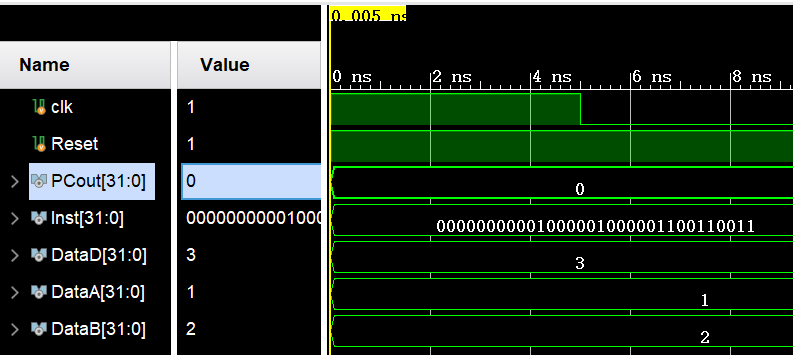 0.005 ns
Name Value
0 ns 2 ns 4 ns 6 ns 8 ns
clk 1
Reset 1
PCout[31:0] 0 0
Inst[31:0] 00000000001000 00000000001000001000001100110011
DataD[31:0] 3 3
DataA[31:0] 1 1
DataB[31:0] 2 2